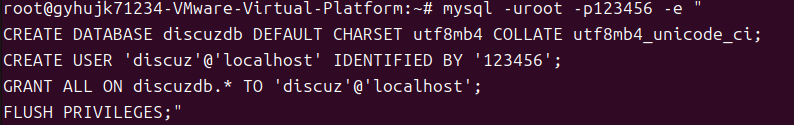 root@gyhujk71234-VMware-Virtual-Platform:~# mysql -uroot -p123456 -e "
CREATE DATABASE discuzdb DEFAULT CHARSET utf8mb4 COLLATE utf8mb4_unicode_ci;
CREATE USER 'discuz'@'localhost' IDENTIFIED BY '123456';
GRANT ALL ON discuzdb.* TO 'discuz'@'localhost';
FLUSH PRIVILEGES;"